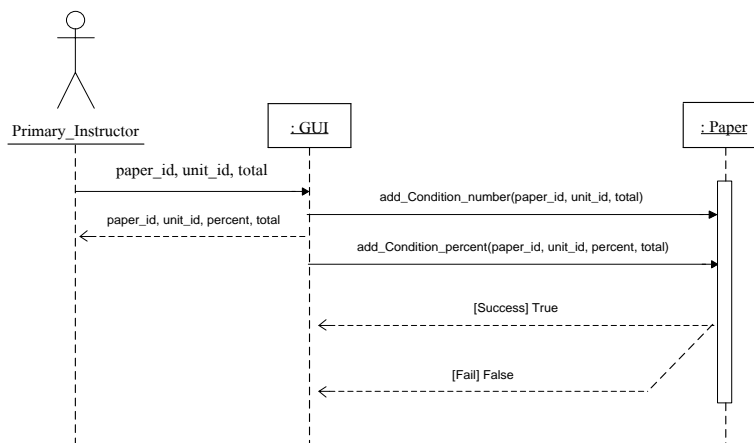 Primary_Instructor
: GUI
: Paper
paper_id, unit_id, total
add_Condition_number(paper_id, unit_id, total)
paper_id, unit_id, percent, total
add_Condition_percent(paper_id, unit_id, percent, total)
[Success] True
[Fail] False